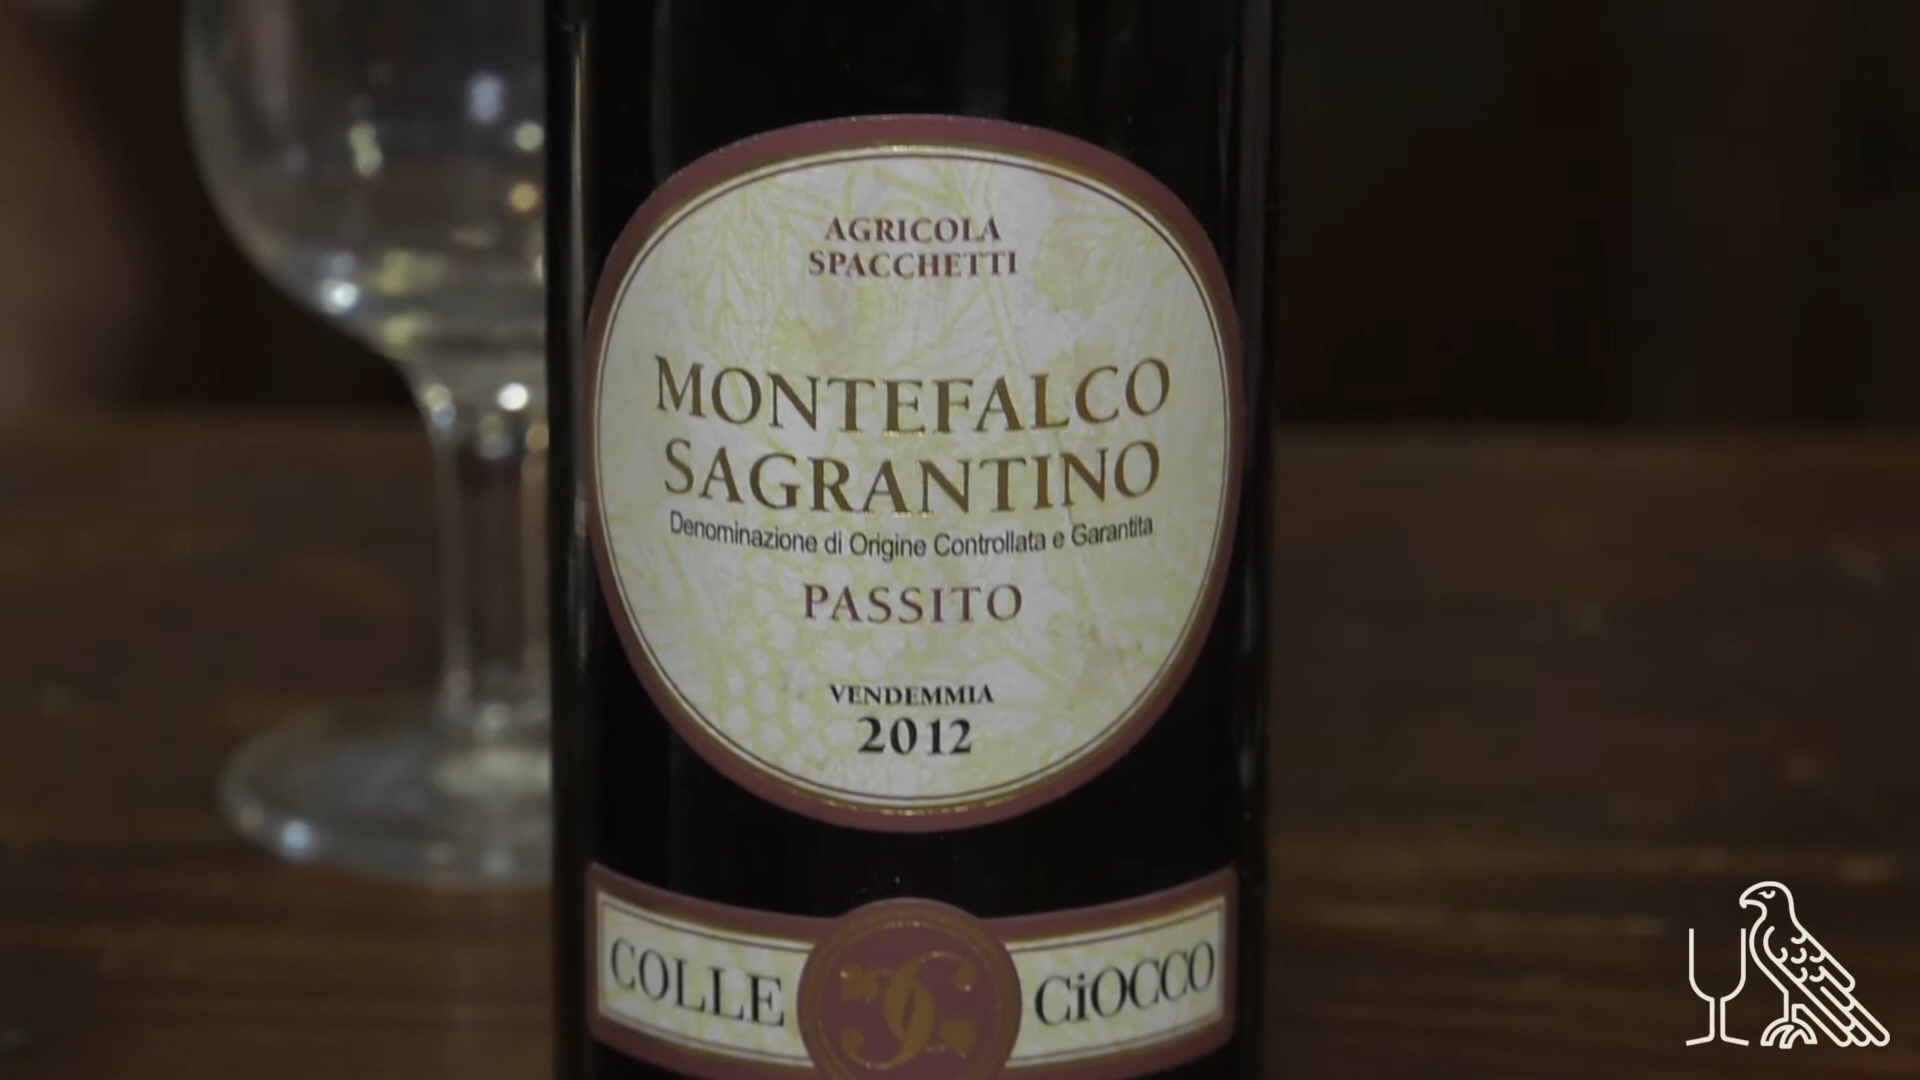 AGRICOLA
SPACCHETTI
MONTEFALCO
SAGRANTINO
Denominazione di Origine Controllata e Garantita
PASSITO
VENDEMMIA
2012
COLLE CiOCCO